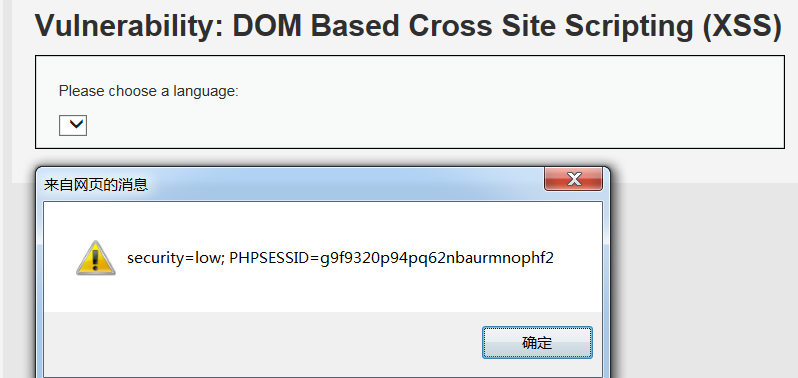 Vulnerability: DOM Based Cross Site Scripting (XSS)
Please choose a language:
来自网页的消息
security=low; PHPSESSID=g9f9320p94pq62nbaurmnophf2
确定